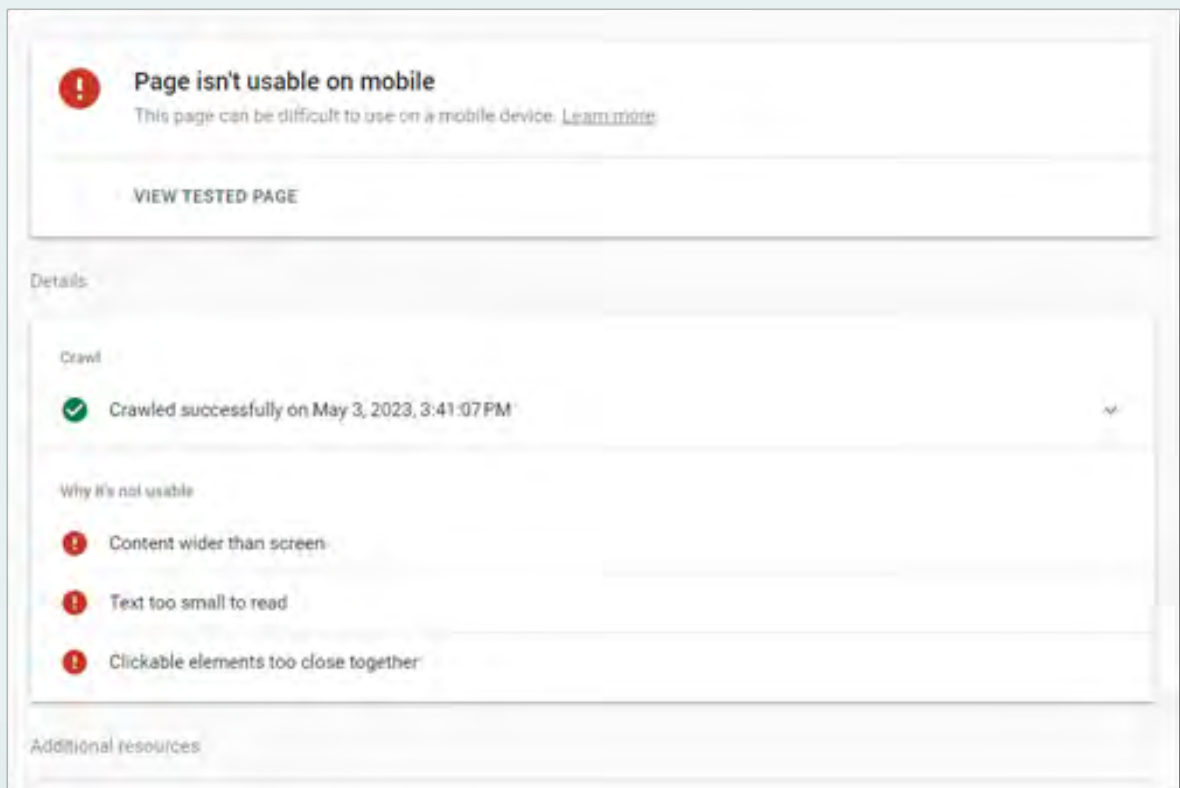 Page isn't usable on mobile
This page can be difficult to use on a mobile device. Learn more
VIEW TESTED PAGE
Details
Crawl
Crawled successfully on May 3, 2023, 3:41:07 PM
Why it's not usable
Content wider than screen
Text too small to read
Clickable elements too close together
Additional resources